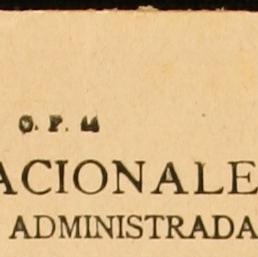 O. P. 44
ACIONALE
ADMINISTRADA